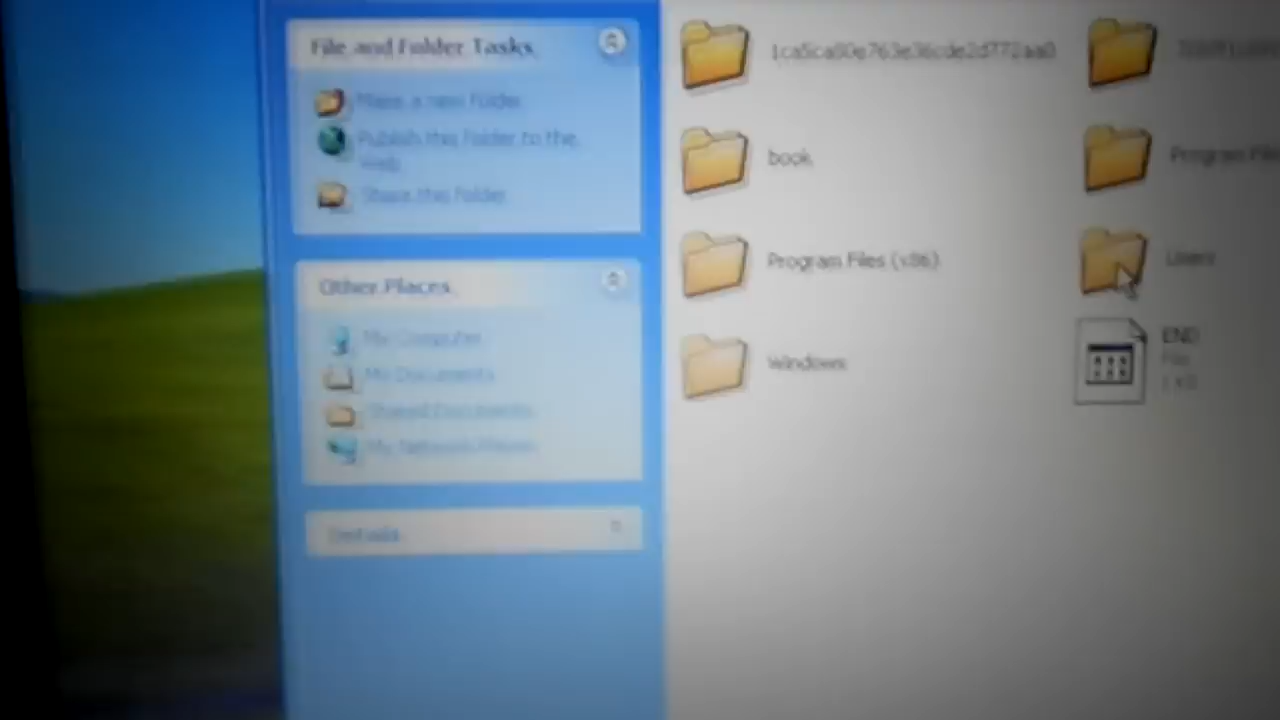 File and Folder Tasks
Make a new folder
Publish this folder to the
Web
Share this folder
Other Places
My Computer
My Documents
Shared Documents
My Network Places
Details
book
Program Files
Program Files (x86)
Users
Windows
END
File
1 KB